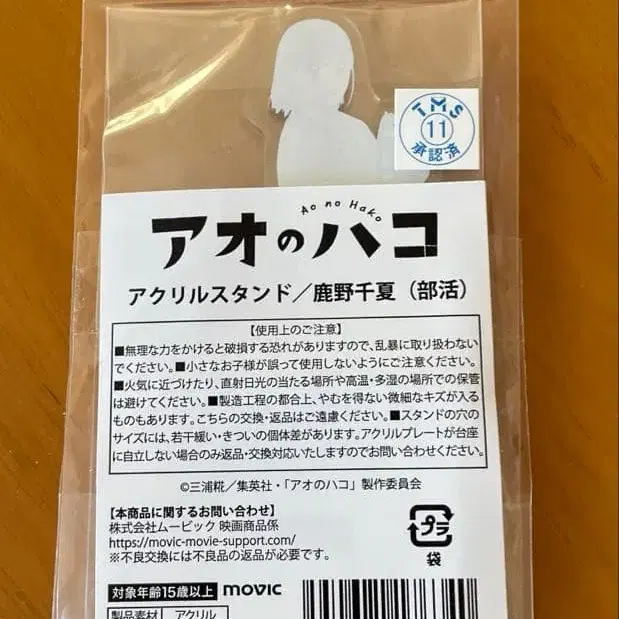 TMS
11
承認済
Ao no Hako
アオのハコ
アクリルスタンド／鹿野千夏（部活）
【使用上のご注意】
■無理な力をかけると破損する恐れがありますので、乱暴に取り扱わない
でください。■小さなお子様が誤って使用しないようにご注意ください。
■火気に近づけたり、直射日光の当たる場所や高温・多湿の場所での保管
は避けてください。■製造工程の都合上、やむを得ない微細なキズが入る
ものもあります。こちらの交換・返品はご遠慮ください。■スタンドの穴の
サイズには、若干緩い・きついの個体差があります。アクリルプレートが台座
に自立しない場合のみ返品・交換対応いたしますのでお問い合わせください。
©三浦糀／集英社・「アオのハコ」製作委員会
【本商品に関するお問い合わせ】
株式会社ムービック 映画商品係
https://movic-movie-support.com/
※不良交換には不良品の返品が必要です。
プラ
袋
対象年齢15歳以上 movic
製品素材 アクリル